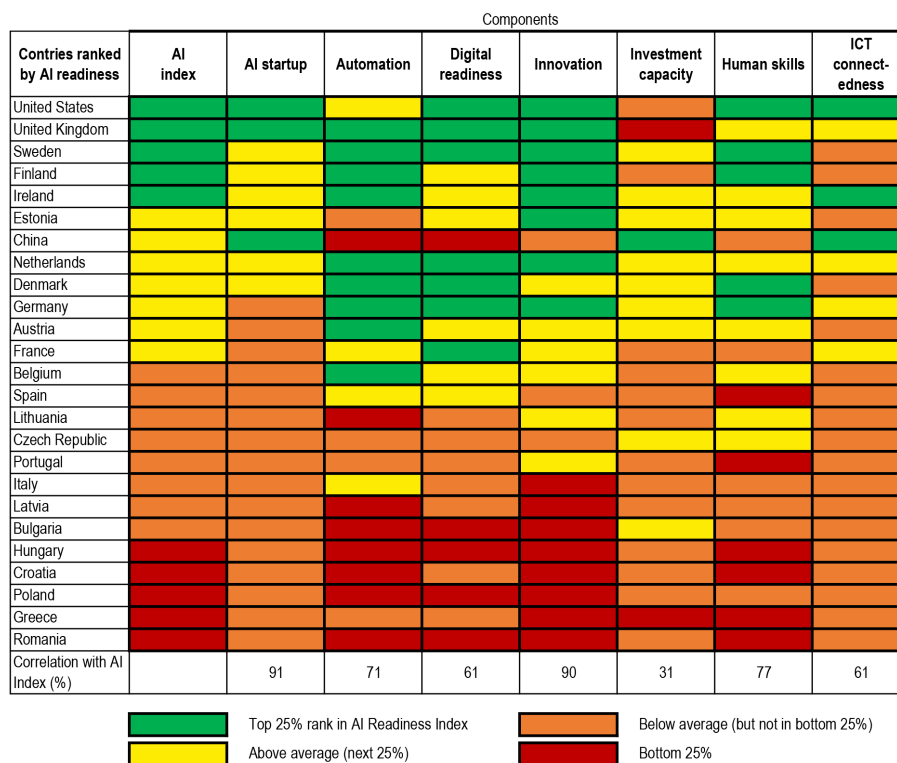 Components
Contries ranked by AI readiness
AI index
AI startup
Automation
Digital readiness
Innovation
Investment capacity
Human skills
ICT connect-edness
United States
United Kingdom
Sweden
Finland
Ireland
Estonia
China
Netherlands
Denmark
Germany
Austria
France
Belgium
Spain
Lithuania
Czech Republic
Portugal
Italy
Latvia
Bulgaria
Hungary
Croatia
Poland
Greece
Romania
Correlation with AI Index (%)
91
71
61
90
31
77
61
Top 25% rank in AI Readiness Index
Below average (but not in bottom 25%)
Above average (next 25%)
Bottom 25%